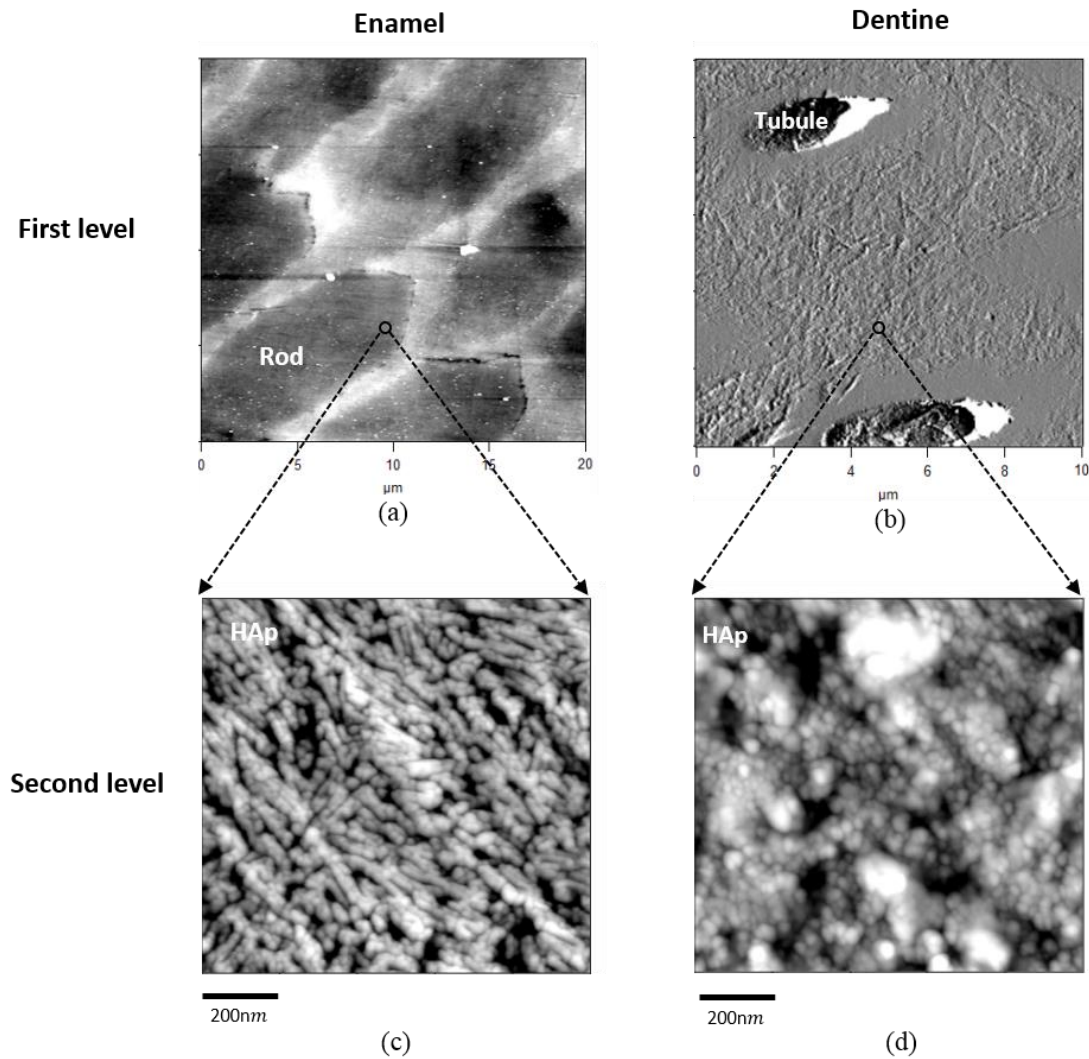 Enamel
Dentine
First level
Rod
Tubule
0 5 10 15 20
µm
(a)
0 2 4 6 8 10
µm
(b)
Second level
HAp
HAp
200nm
(c)
200nm
(d)